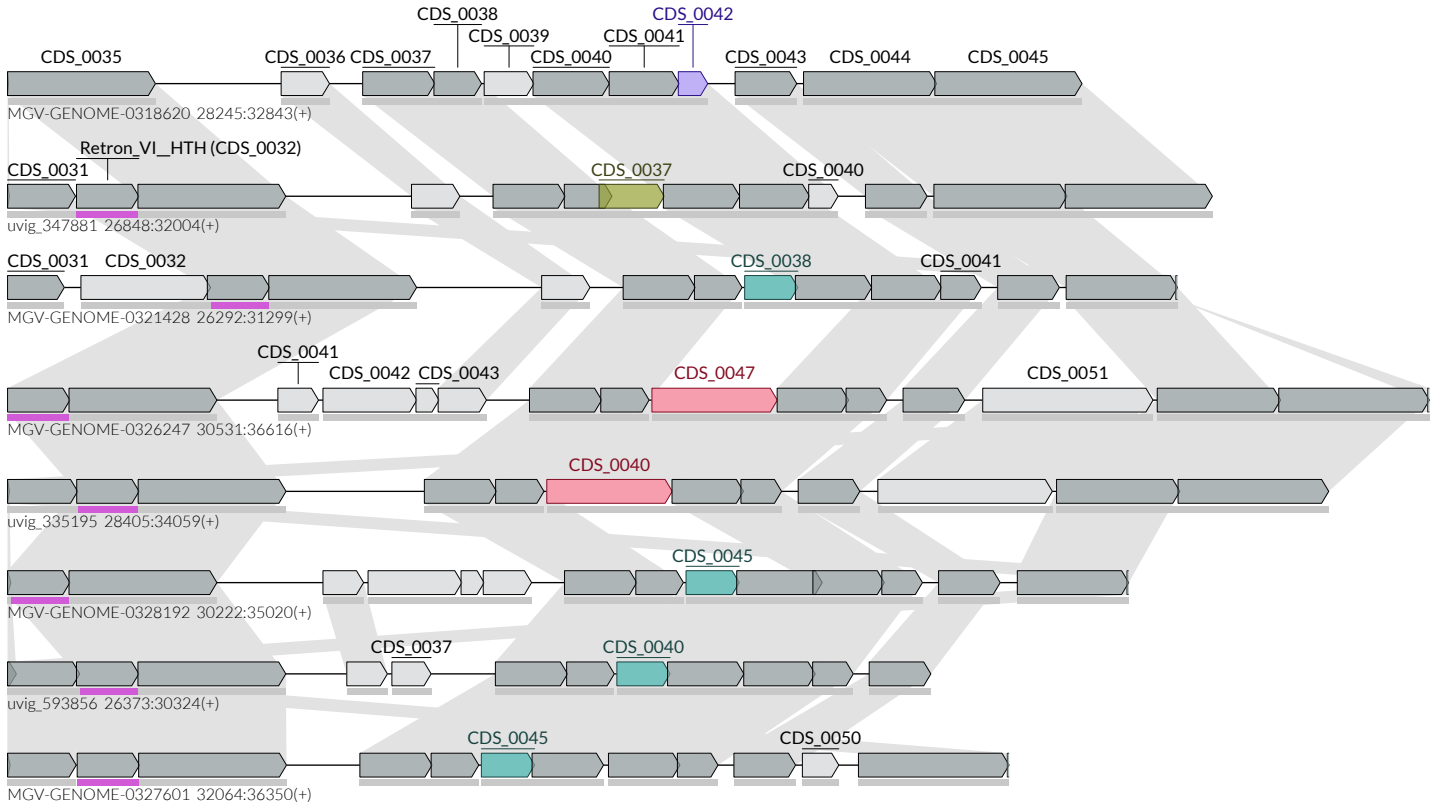 CDS_0038 CDS_0042
CDS_0039 CDS_0041
CDS_0035 CDS_0036 CDS_0037 CDS_0040 CDS_0043 CDS_0044 CDS_0045
MGV-GENOME-0318620 28245:32843(+)
Retron_VI__HTH (CDS_0032)
CDS_0031 CDS_0037 CDS_0040
uvig_347881 26848:32004(+)
CDS_0031 CDS_0032 CDS_0038 CDS_0041
MGV-GENOME-0321428 26292:31299(+)
CDS_0041
CDS_0042 CDS_0043 CDS_0047 CDS_0051
MGV-GENOME-0326247 30531:36616(+)
CDS_0040
uvig_335195 28405:34059(+)
CDS_0045
MGV-GENOME-0328192 30222:35020(+)
CDS_0037 CDS_0040
uvig_593856 26373:30324(+)
CDS_0045 CDS_0050
MGV-GENOME-0327601 32064:36350(+)